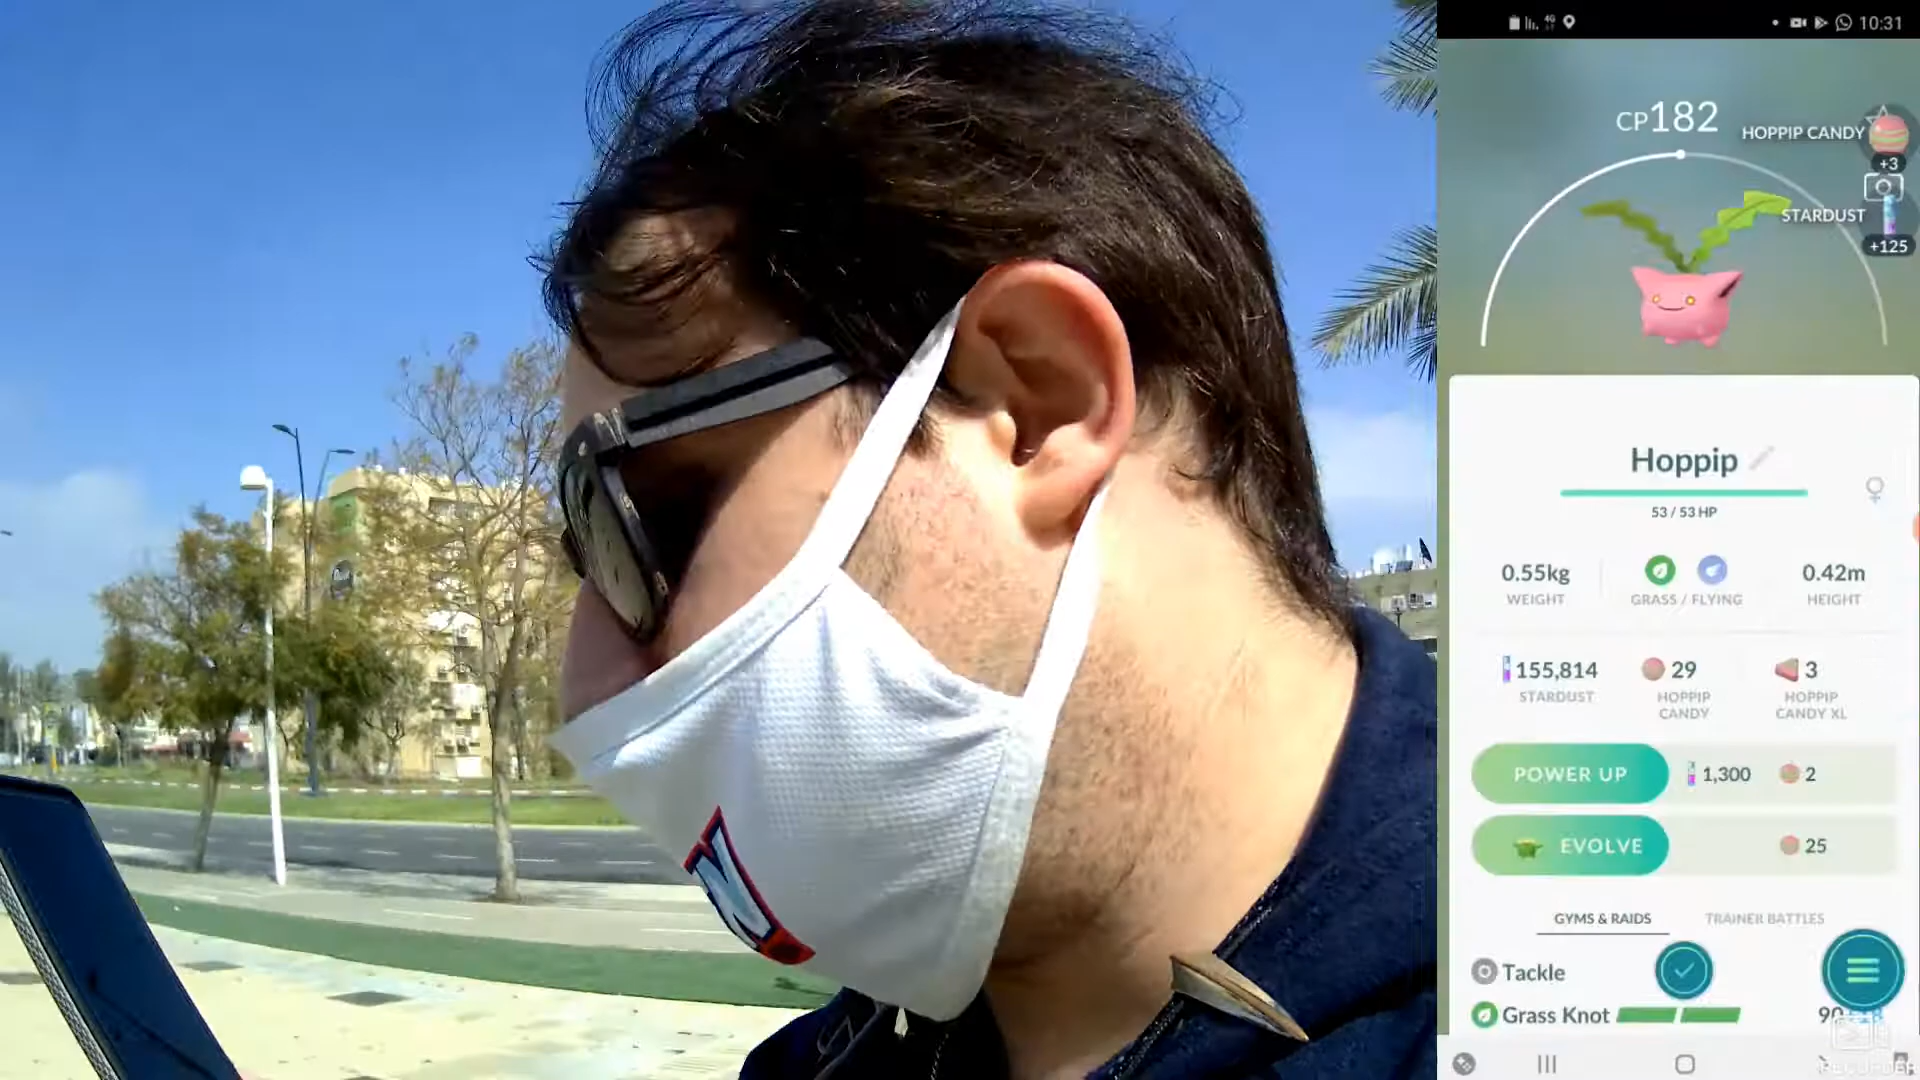 10:31
CP182
HOPPIP CANDY
+3
STARDUST
+125
Hoppip
53 / 53 HP
0.55kg
WEIGHT
GRASS / FLYING
0.42m
HEIGHT
155,814
STARDUST
29
HOPPIP
CANDY
3
HOPPIP
CANDY XL
POWER UP
1,300
2
EVOLVE
25
GYMS & RAIDS
TRAINER BATTLES
Tackle
Grass Knot
90
N